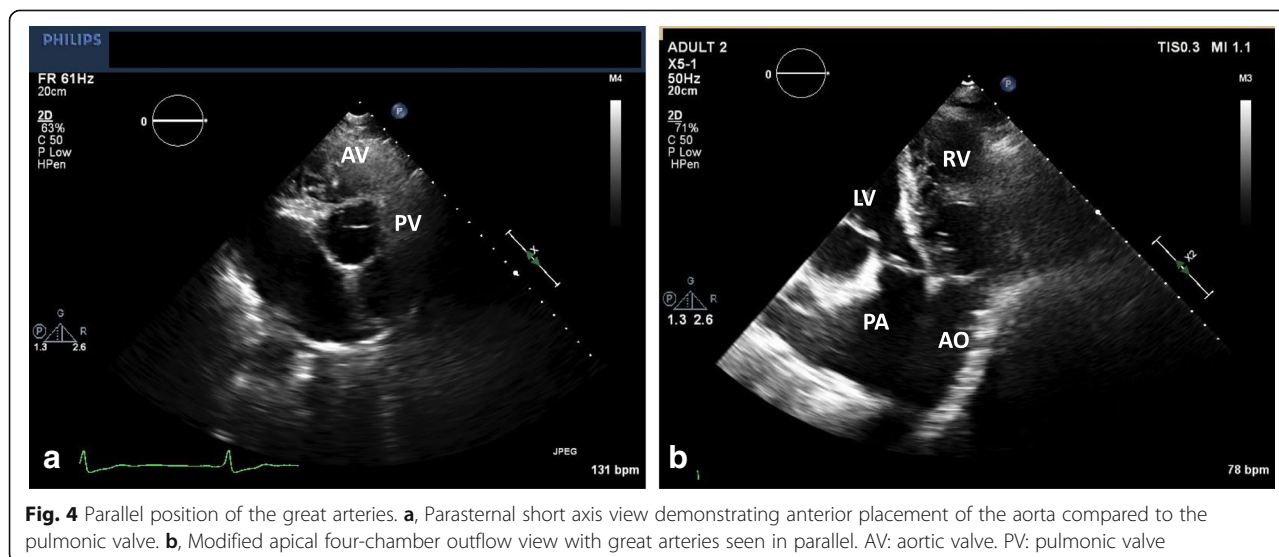 PHILIPS
FR 61Hz
20cm
2D
63%
C 50
P Low
HPen
M4
0
P
AV
PV
X
G
P R
1.3 2.6
JPEG
131 bpm
a
ADULT 2
X5-1
50Hz
20cm
2D
71%
C 50
P Low
HPen
TIS0.3 MI 1.1
M3
0
P
RV
LV
PA
AO
X2
G
P R
1.3 2.6
78 bpm
b
Fig. 4 Parallel position of the great arteries. a, Parasternal short axis view demonstrating anterior placement of the aorta compared to the
pulmonic valve. b, Modified apical four-chamber outflow view with great arteries seen in parallel. AV: aortic valve. PV: pulmonic valve